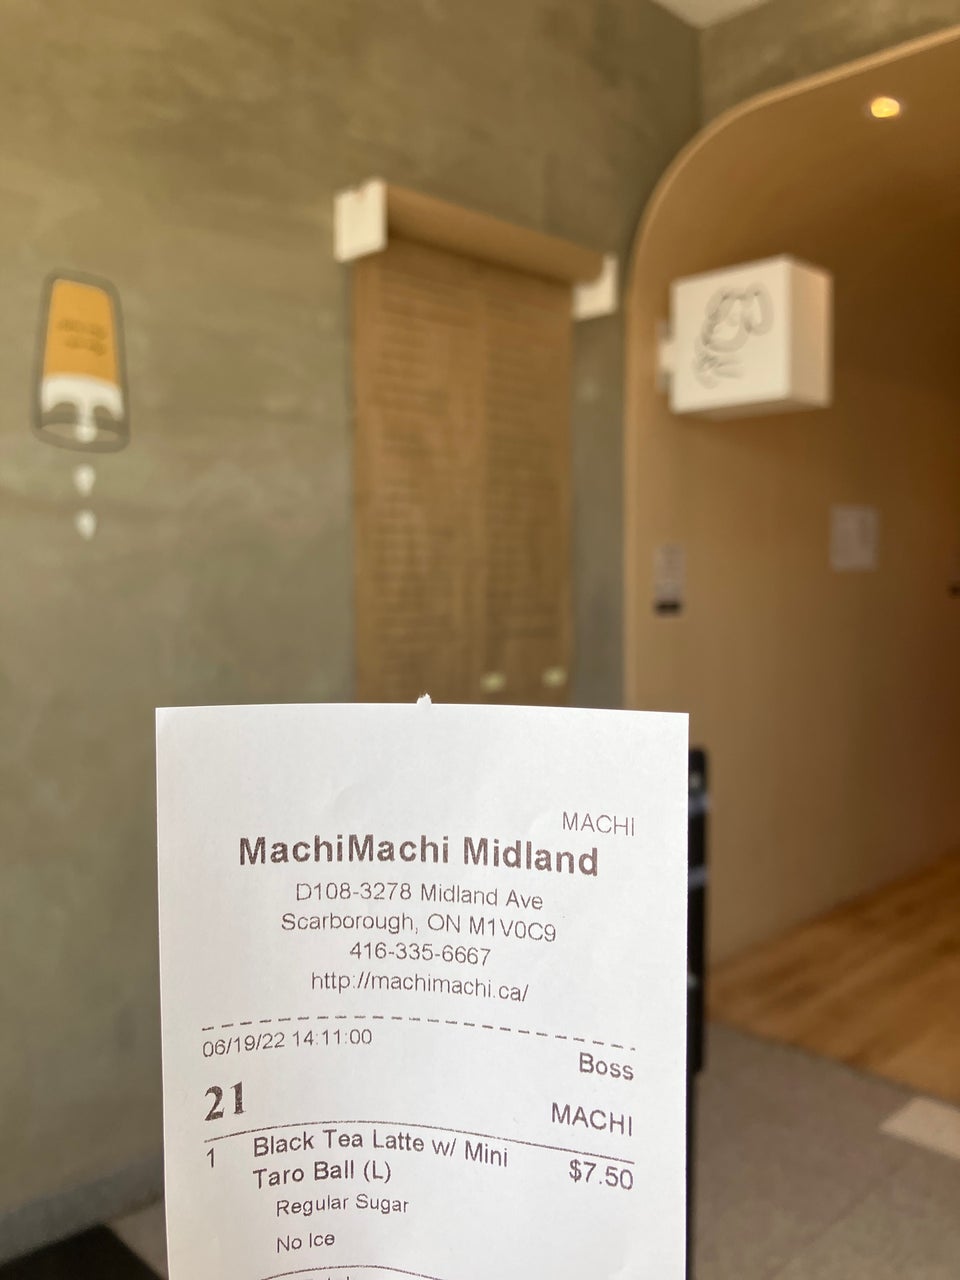 MACHI
MachiMachi Midland
D108-3278 Midland Ave
Scarborough, ON M1V0C9
416-335-6667
http://machimachi.ca/
06/19/22 14:11:00
Boss
21
MACHI
1 Black Tea Latte w/ Mini $7.50
Taro Ball (L)
Regular Sugar
No Ice